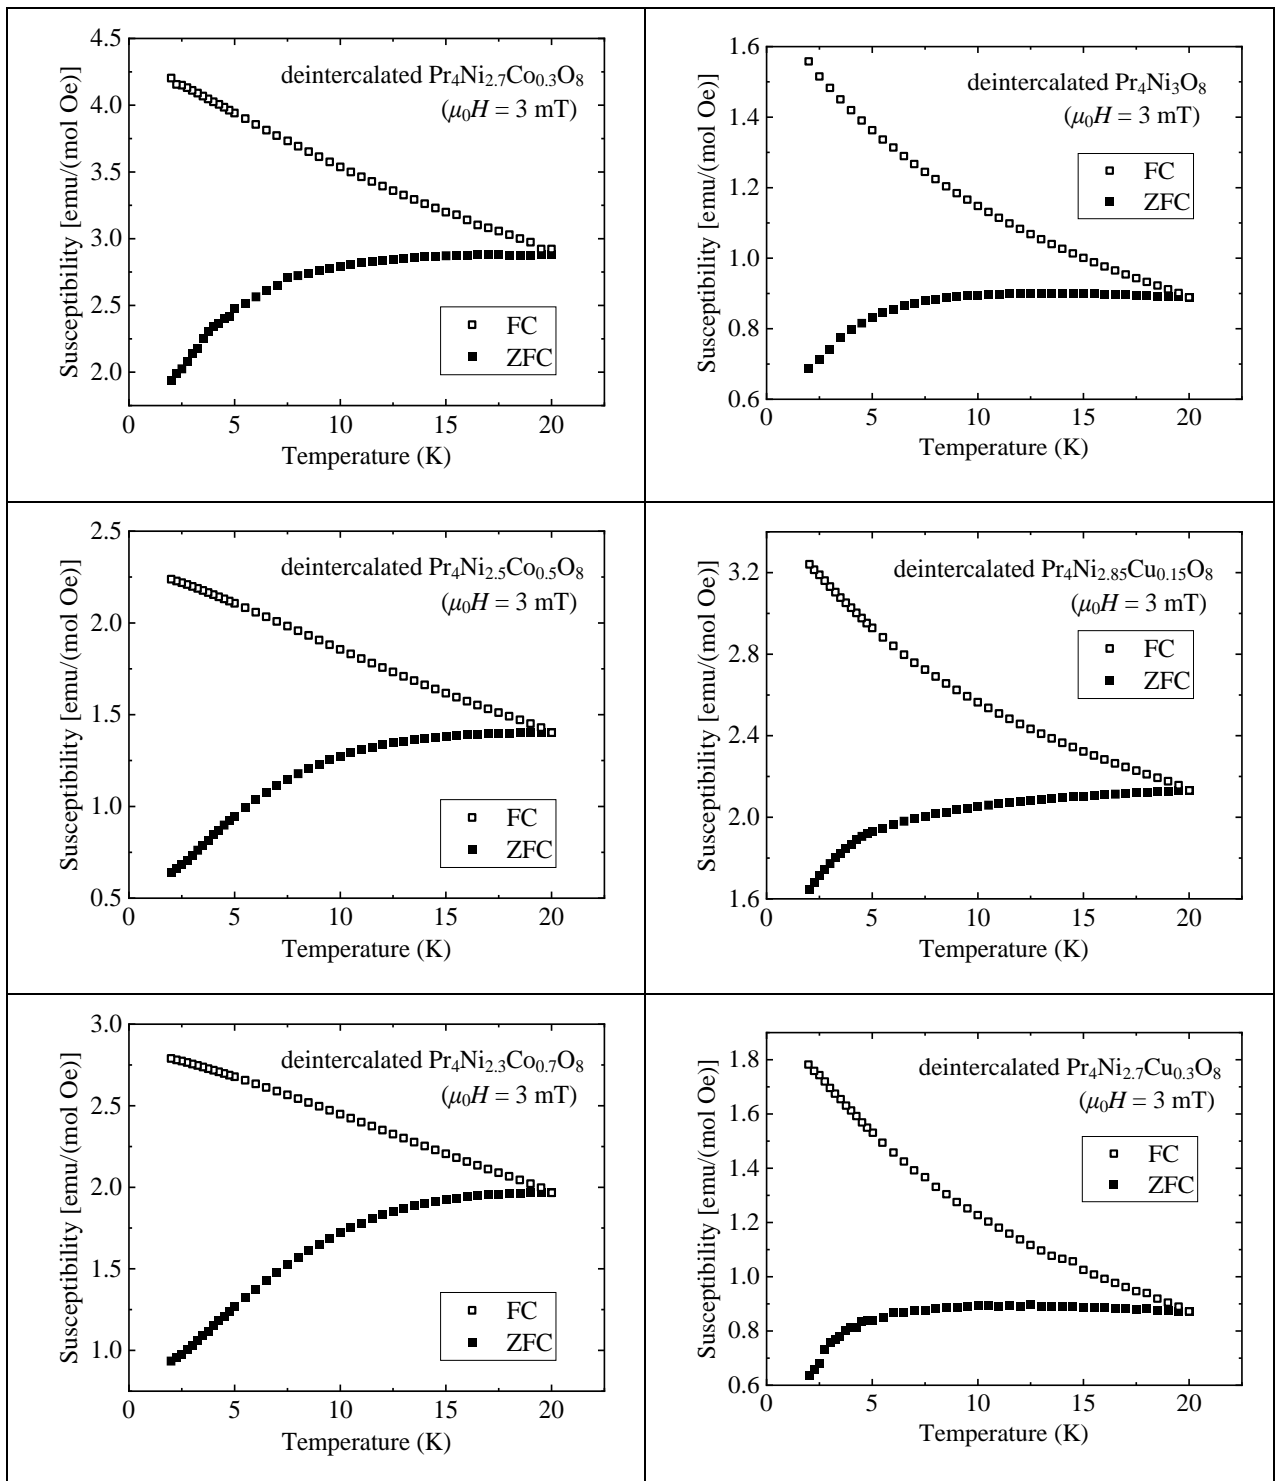 deintercalated Pr₄Ni₂.₇Co₀.₃O₈
(μ₀H = 3 mT)
FC
ZFC
Susceptibility [emu/(mol Oe)]
4.5
4.0
3.5
3.0
2.5
2.0
0 5 10 15 20
Temperature (K)
deintercalated Pr₄Ni₃O₈
(μ₀H = 3 mT)
FC
ZFC
Susceptibility [emu/(mol Oe)]
1.6
1.4
1.2
1.0
0.8
0.6
0 5 10 15 20
Temperature (K)
deintercalated Pr₄Ni₂.₅Co₀.₅O₈
(μ₀H = 3 mT)
FC
ZFC
Susceptibility [emu/(mol Oe)]
2.5
2.0
1.5
1.0
0.5
0 5 10 15 20
Temperature (K)
deintercalated Pr₄Ni₂.₈₅Cu₀.₁₅O₈
(μ₀H = 3 mT)
FC
ZFC
Susceptibility [emu/(mol Oe)]
3.2
2.8
2.4
2.0
1.6
0 5 10 15 20
Temperature (K)
deintercalated Pr₄Ni₂.₃Co₀.₇O₈
(μ₀H = 3 mT)
FC
ZFC
Susceptibility [emu/(mol Oe)]
3.0
2.5
2.0
1.5
1.0
0 5 10 15 20
Temperature (K)
deintercalated Pr₄Ni₂.₇Cu₀.₃O₈
(μ₀H = 3 mT)
FC
ZFC
Susceptibility [emu/(mol Oe)]
1.8
1.6
1.4
1.2
1.0
0.8
0.6
0 5 10 15 20
Temperature (K)